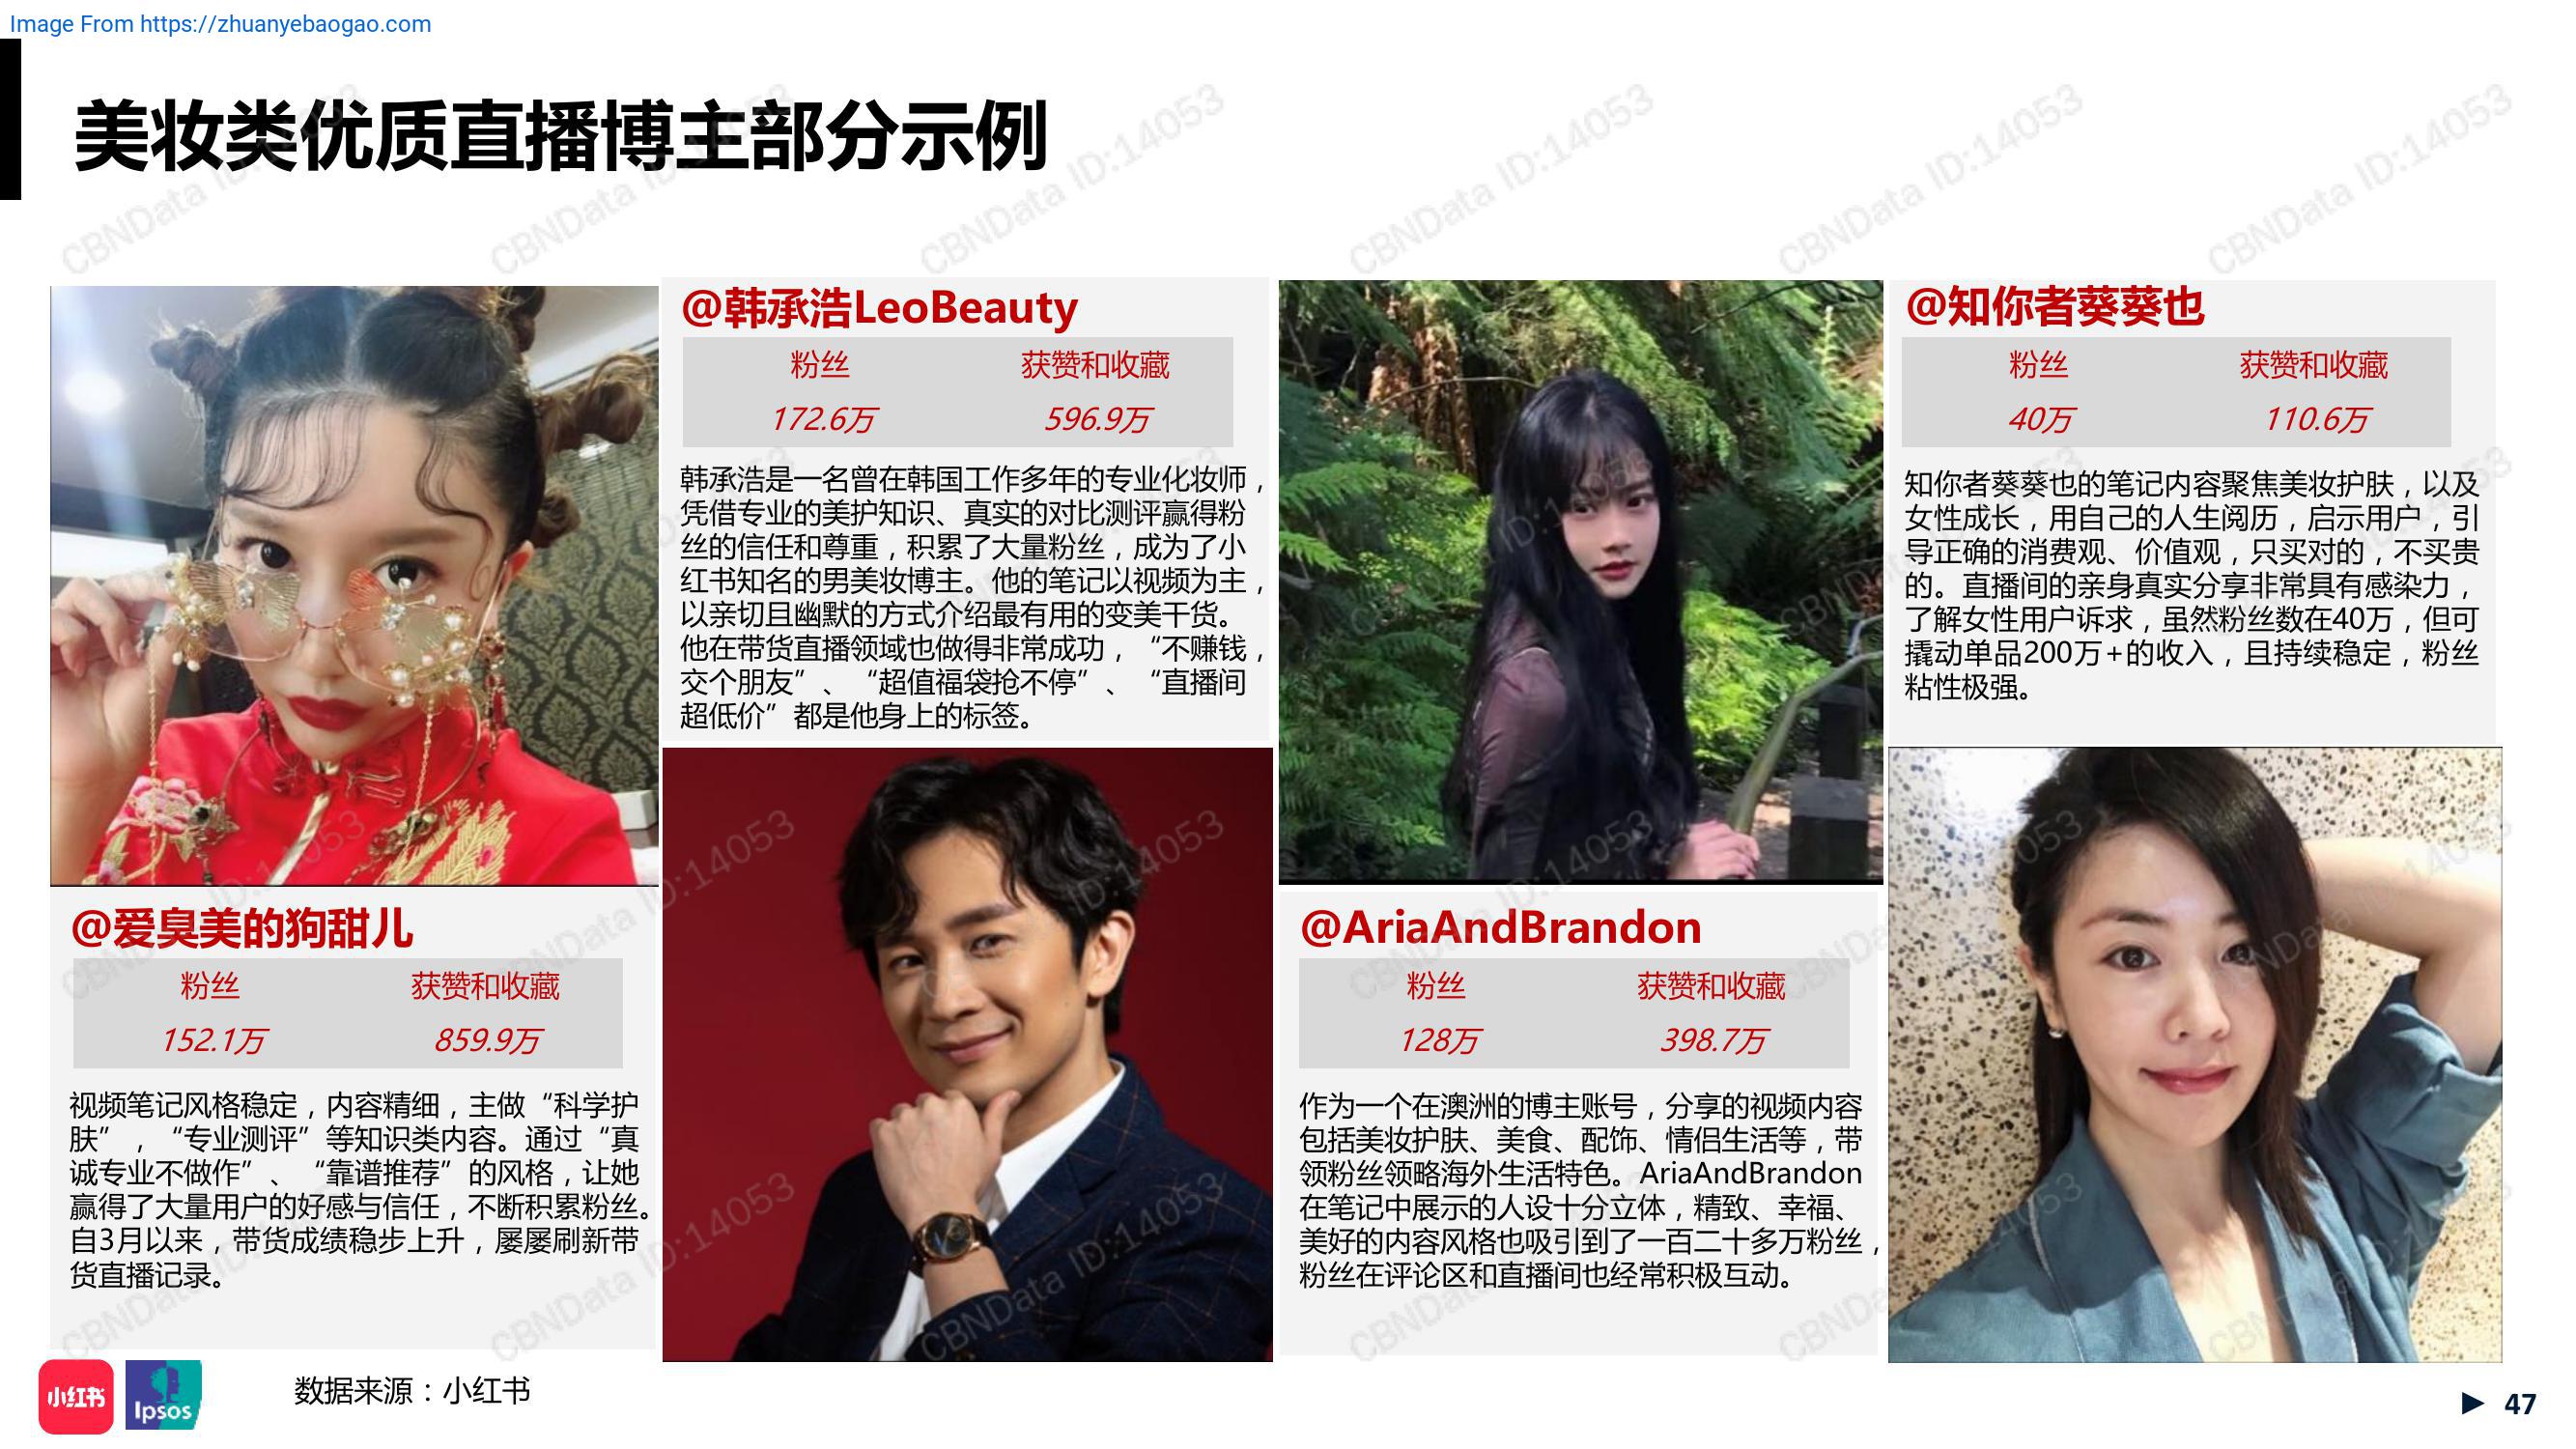 Image From https://zhuanyebaogao.com
美妆类优质直播博主部分示例
@韩承浩LeoBeauty
粉丝 获赞和收藏
172.6万 596.9万
韩承浩是一名曾在韩国工作多年的专业化妆师，
凭借专业的美护知识、真实的对比测评赢得粉
丝的信任和尊重，积累了大量粉丝，成为了小
红书知名的男美妆博主。他的笔记以视频为主，
以亲切且幽默的方式介绍最有用的变美干货。
他在带货直播领域也做得非常成功，“不赚钱，
交个朋友”、“超值福袋抢不停”、“直播间
超低价”都是他身上的标签。
@知你者葵葵也
粉丝 获赞和收藏
40万 110.6万
知你者葵葵也的笔记内容聚焦美妆护肤，以及
女性成长，用自己的人生阅历，启示用户，引
导正确的消费观、价值观，只买对的，不买贵
的。直播间的亲身真实分享非常具有感染力，
了解女性用户诉求，虽然粉丝数在40万，但可
撬动单品200万+的收入，且持续稳定，粉丝
粘性极强。
@爱臭美的狗甜儿
粉丝 获赞和收藏
152.1万 859.9万
视频笔记风格稳定，内容精细，主做“科学护
肤”，“专业测评”等知识类内容。通过“真
诚专业不做作”、“靠谱推荐”的风格，让她
赢得了大量用户的好感与信任，不断积累粉丝。
自3月以来，带货成绩稳步上升，屡屡刷新带
货直播记录。
@AriaAndBrandon
粉丝 获赞和收藏
128万 398.7万
作为一个在澳洲的博主账号，分享的视频内容
包括美妆护肤、美食、配饰、情侣生活等，带
领粉丝领略海外生活特色。AriaAndBrandon
在笔记中展示的人设十分立体，精致、幸福、
美好的内容风格也吸引到了一百二十多万粉丝，
粉丝在评论区和直播间也经常积极互动。
小红书
Ipsos
数据来源：小红书
47
CBNData ID:14053